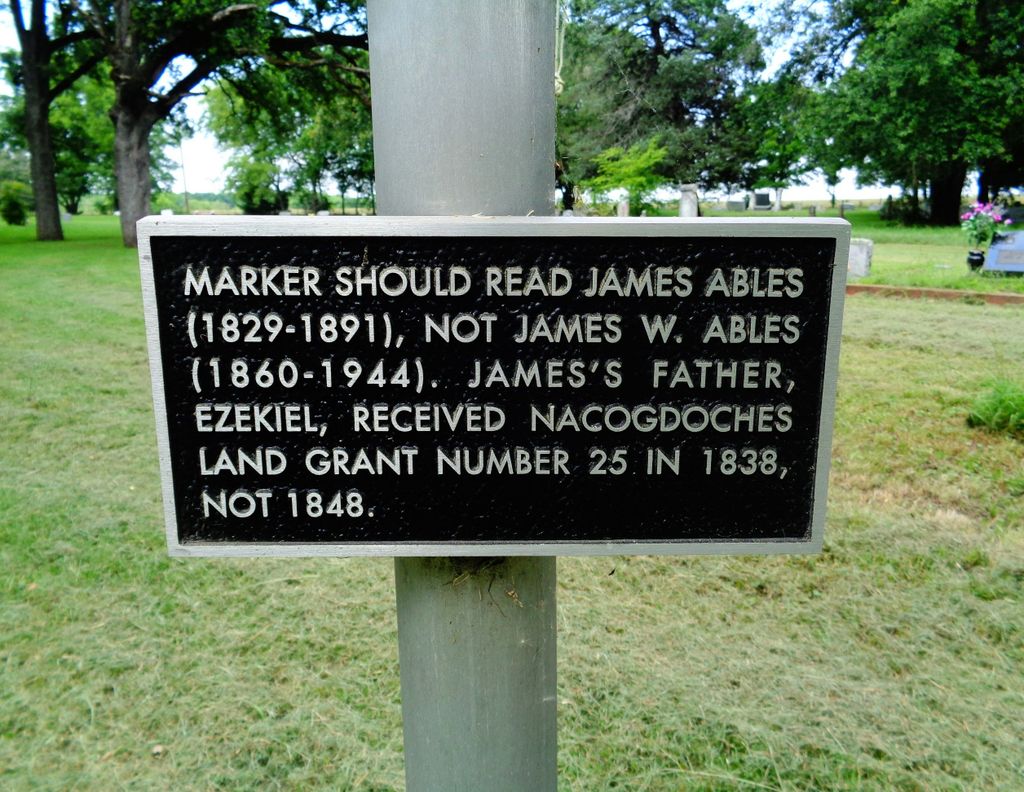 MARKER SHOULD READ JAMES ABLES
(1829-1891), NOT JAMES W. ABLES
(1860-1944). JAMES'S FATHER,
EZEKIEL, RECEIVED NACOGDOCHES
LAND GRANT NUMBER 25 IN 1838,
NOT 1848.